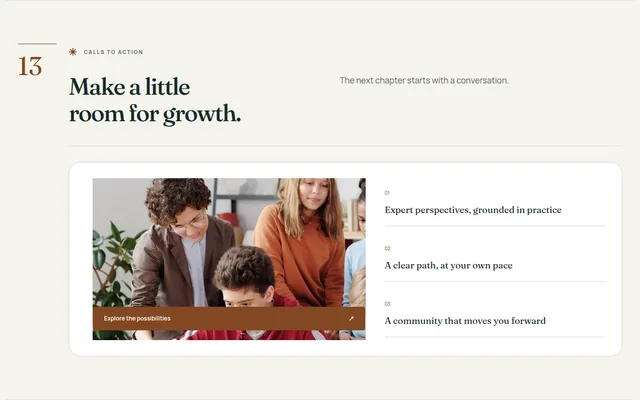 13
CALLS TO ACTION
Make a little
room for growth.
The next chapter starts with a conversation.
Explore the possibilities ↗
01
Expert perspectives, grounded in practice
02
A clear path, at your own pace
03
A community that moves you forward